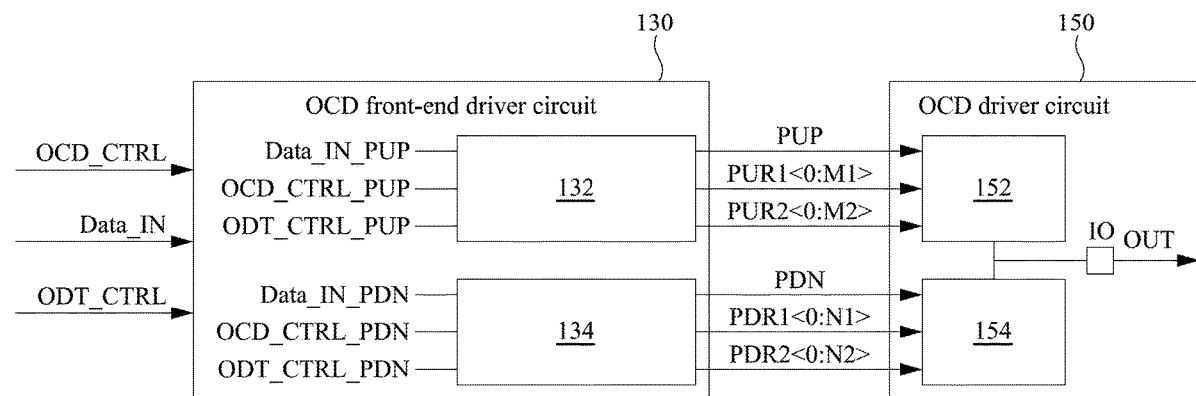 130
150
OCD front-end driver circuit
OCD driver circuit
OCD_CTRL
Data_IN
ODT_CTRL
Data_IN_PUP
OCD_CTRL_PUP
ODT_CTRL_PUP
132
PUP
PUR1<0:M1>
PUR2<0:M2>
152
IO
OUT
Data_IN_PDN
OCD_CTRL_PDN
ODT_CTRL_PDN
134
PDN
PDR1<0:N1>
PDR2<0:N2>
154